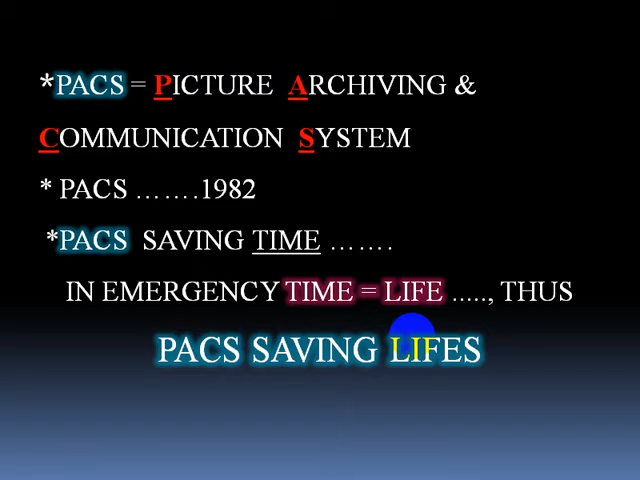 *PACS = PICTURE ARCHIVING &
COMMUNICATION SYSTEM
* PACS …….1982
*PACS SAVING TIME …….
IN EMERGENCY TIME = LIFE ....., THUS
PACS SAVING LIFES